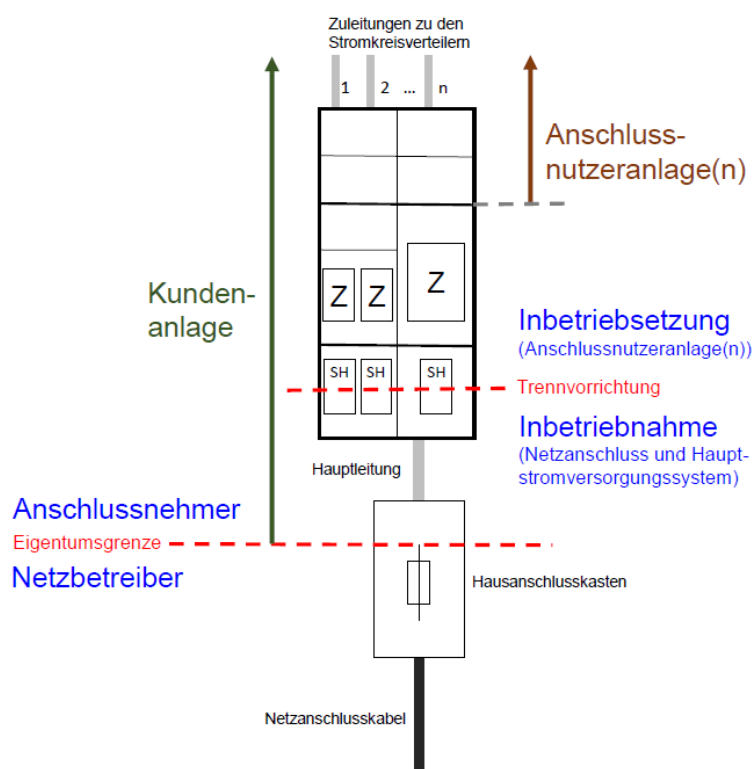 Zuleitungen zu den
Stromkreisverteilern
1 2 ... n
Anschluss-
nutzeranlage(n)
Z Z Z
Kunden-
anlage
Inbetriebsetzung
(Anschlussnutzeranlage(n))
SH SH SH
Trennvorrichtung
Inbetriebnahme
(Netzanschluss und Haupt-
stromversorgungssystem)
Hauptleitung
Anschlussnehmer
Eigentumsgrenze
Netzbetreiber
Hausanschlusskasten
Netzanschlusskabel